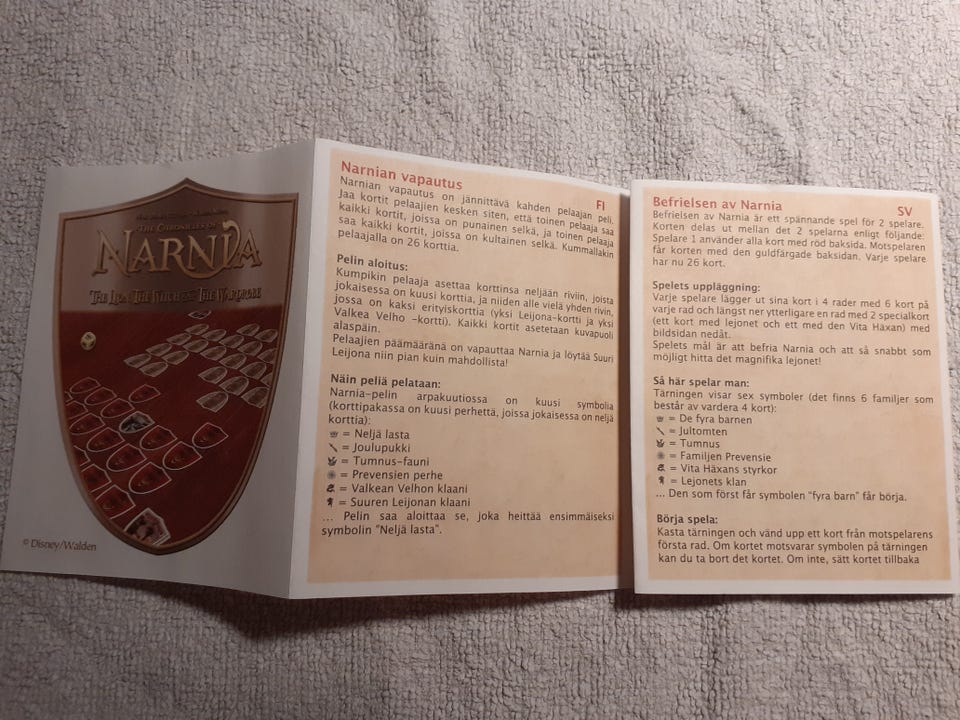 THE CHRONICLES OF
NARNIA
THE LION, THE WITCH AND THE WARDROBE
© Disney/Walden
Narnian vapautus
FI
Narnian vapautus on jännittävä kahden pelaajan peli.
Jaa kortit pelaajien kesken siten, että toinen pelaaja saa
kaikki kortit, joissa on punainen selkä, ja toinen pelaaja
saa kaikki kortit, joissa on kultainen selkä. Kummallakin
pelaajalla on 26 korttia.
Pelin aloitus:
Kumpikin pelaaja asettaa korttinsa neljään riviin, joista
jokaisessa on kuusi korttia, ja niiden alle vielä yhden rivin,
jossa on kaksi erityiskorttia (yksi Leijona-kortti ja yksi
Valkea Velho -kortti). Kaikki kortit asetetaan kuvapuoli
alaspäin.
Pelaajien päämääränä on vapauttaa Narnia ja löytää Suuri
Leijona niin pian kuin mahdollista!
Näin peliä pelataan:
Narnia-pelin arpakuutiossa on kuusi symbolia
(korttipakassa on kuusi perhettä, joissa jokaisessa on neljä
korttia):
= Neljä lasta
= Joulupukki
= Tumnus-fauni
= Prevensien perhe
= Valkean Velhon klaani
= Suuren Leijonan klaani
... Pelin saa aloittaa se, joka heittää ensimmäiseksi
symbolin "Neljä lasta".
Befrielsen av Narnia
SV
Befrielsen av Narnia är ett spännande spel för 2 spelare.
Korten delas ut mellan det 2 spelarna enligt följande:
Spelare 1 använder alla kort med röd baksida. Motspelaren
får korten med den guldfärgade baksidan. Varje spelare
har nu 26 kort.
Spelets uppläggning:
Varje spelare lägger ut sina kort i 4 rader med 6 kort på
varje rad och längst ner ytterligare en rad med 2 specialkort
(ett kort med lejonet och ett med den Vita Häxan) med
bildsidan nedåt.
Spelets mål är att befria Narnia och att så snabbt som
möjligt hitta det magnifika lejonet!
Så här spelar man:
Tärningen visar sex symboler (det finns 6 familjer som
består av vardera 4 kort):
= De fyra barnen
= Jultomten
= Tumnus
= Familjen Prevensie
= Vita Häxans styrkor
= Lejonets klan
... Den som först får symbolen "fyra barn" får börja.
Börja spela:
Kasta tärningen och vänd upp ett kort från motspelarens
första rad. Om kortet motsvarar symbolen på tärningen
kan du ta bort det kortet. Om inte, sätt kortet tillbaka